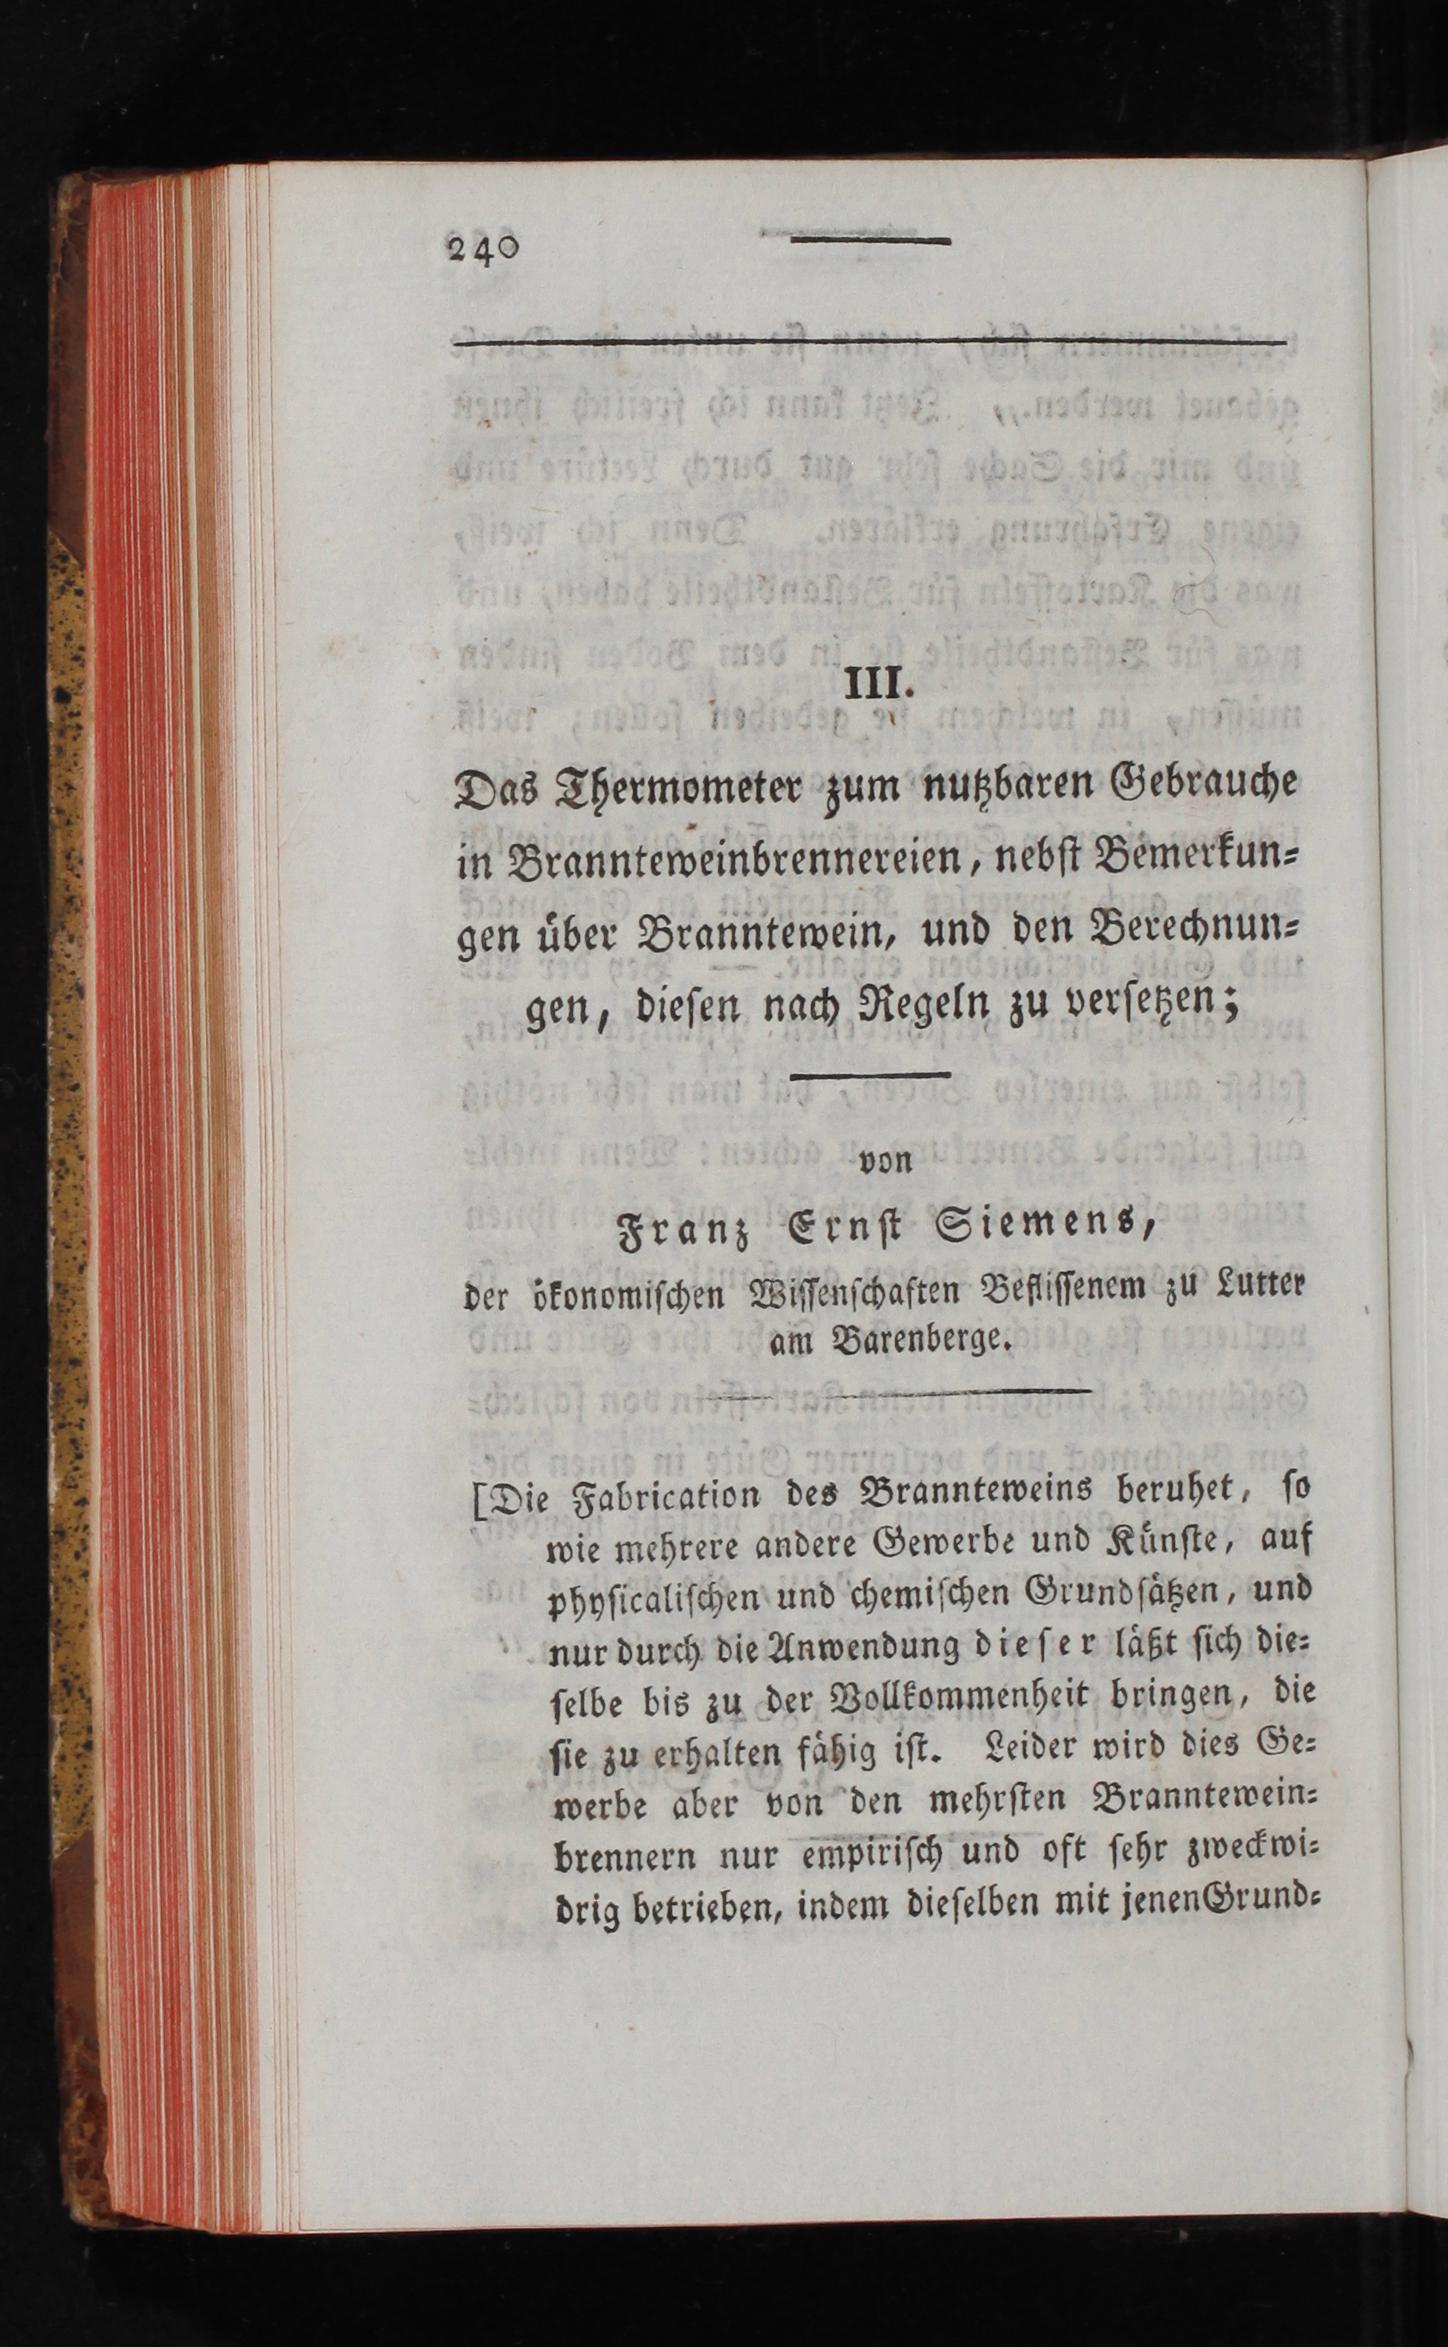 240
III.
Das Thermometer zum nutzbaren Gebrauche
in Branntweinbrennereien, nebſt Bemerkun⸗
gen über Branntewein, und den Berechnun⸗
gen, dieſen nach Regeln zu verſetzen;
von
Franz Ernſt Siemens,
der ökonomiſchen Wiſſenſchaften Befliſſenem zu Lutter
am Barenberge.
[Die Fabrication des Brannteweins beruhet, ſo
wie mehrere andere Gewerbe und Künſte, auf
phyſicaliſchen und chemiſchen Grundſätzen, und
nur durch die Anwendung dieſer läßt ſich die⸗
ſelbe bis zu der Vollkommenheit bringen, die
ſie zu erhalten fähig iſt. Leider wird dies Ge⸗
werbe aber von den mehrſten Branntewein⸗
brennern nur empiriſch und oft ſehr zweckwi⸗
drig betrieben, indem dieſelben mit jenen Grund⸗